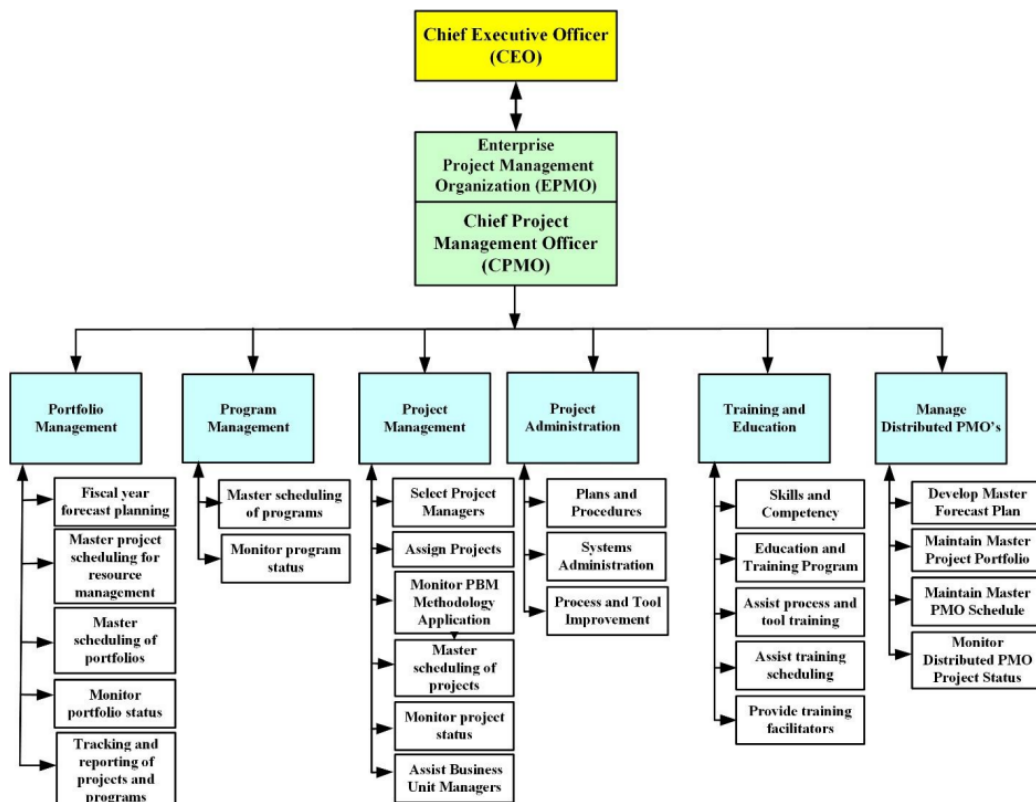 Chief Executive Officer
(CEO)
Enterprise
Project Management
Organization (EPMO)
Chief Project
Management Officer
(CPMO)
Portfolio
Management
Program
Management
Project
Management
Project
Administration
Training and
Education
Manage
Distributed PMO's
Fiscal year
forecast planning
Master project
scheduling for
resource
management
Master
scheduling of
portfolios
Monitor
portfolio status
Tracking and
reporting of
projects and
programs
Master scheduling
of programs
Monitor program
status
Select Project
Managers
Assign Projects
Monitor PBM
Methodology
Application
Master
scheduling of
projects
Monitor project
status
Assist Business
Unit Managers
Plans and
Procedures
Systems
Administration
Process and Tool
Improvement
Skills and
Competency
Education and
Training Program
Assist process and
tool training
Assist training
scheduling
Provide training
facilitators
Develop Master
Forecast Plan
Maintain Master
Project Portfolio
Maintain Master
PMO Schedule
Monitor
Distributed PMO
Project Status